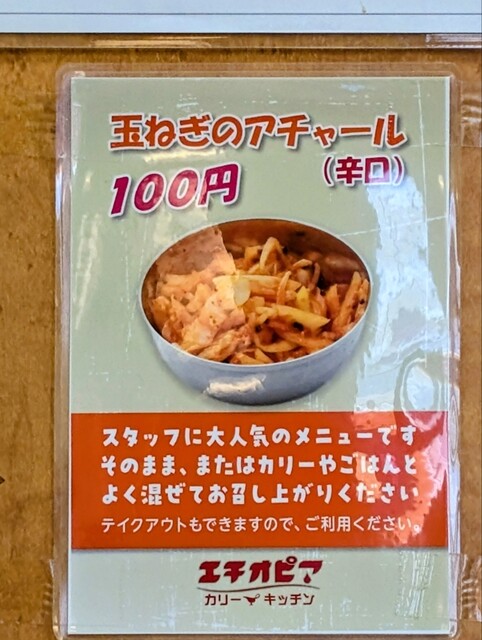 玉ねぎのアチャール
100円
(辛口)
スタッフに大人気のメニューです
そのまま、またはカリーやごはんと
よく混ぜてお召し上がりください
テイクアウトもできますので、ご利用ください。
エチオピア
カリーキッチン